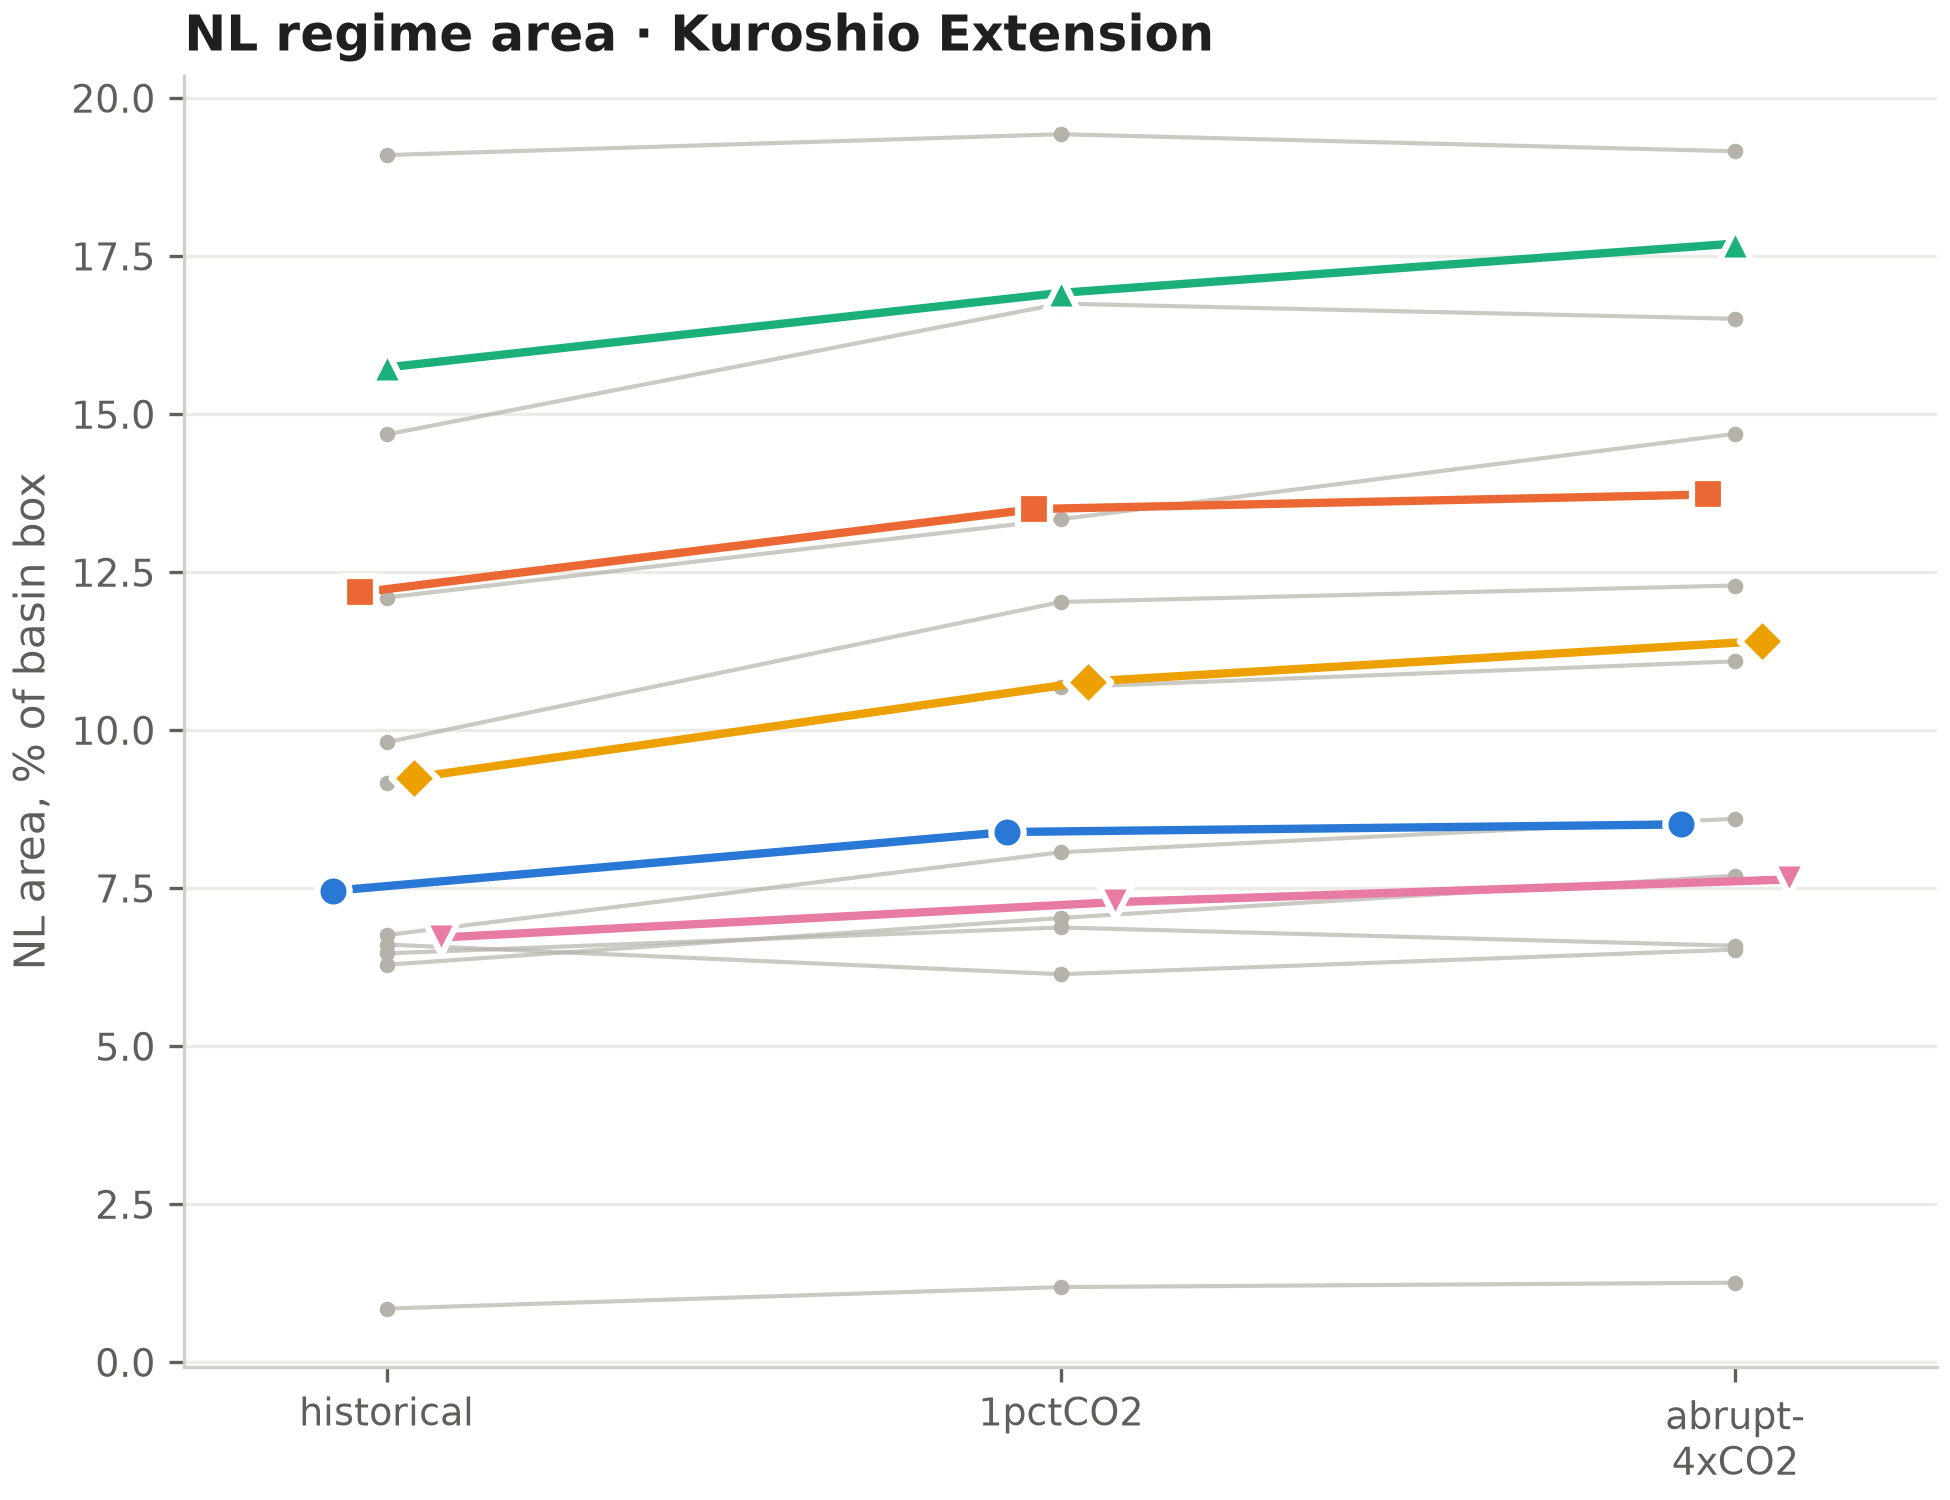 NL regime area · Kuroshio Extension
NL area, % of basin box
20.0
17.5
15.0
12.5
10.0
7.5
5.0
2.5
0.0
historical
1pctCO2
abrupt-
4xCO2